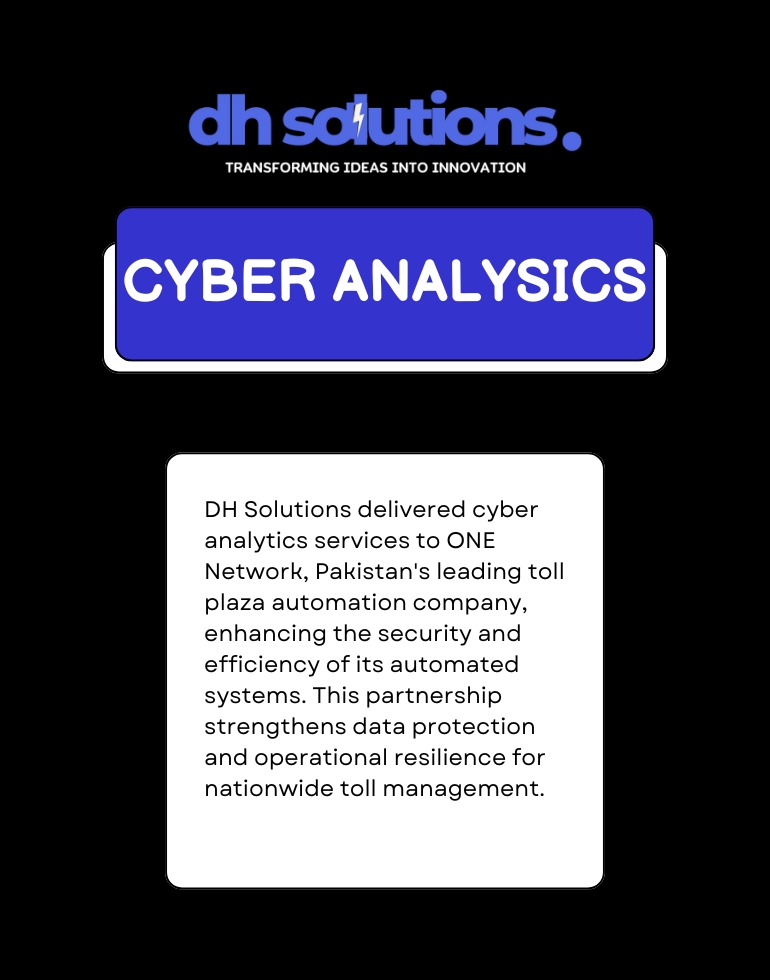 dh solutions.
TRANSFORMING IDEAS INTO INNOVATION
CYBER ANALYSICS
DH Solutions delivered cyber
analytics services to ONE
Network, Pakistan's leading toll
plaza automation company,
enhancing the security and
efficiency of its automated
systems. This partnership
strengthens data protection
and operational resilience for
nationwide toll management.